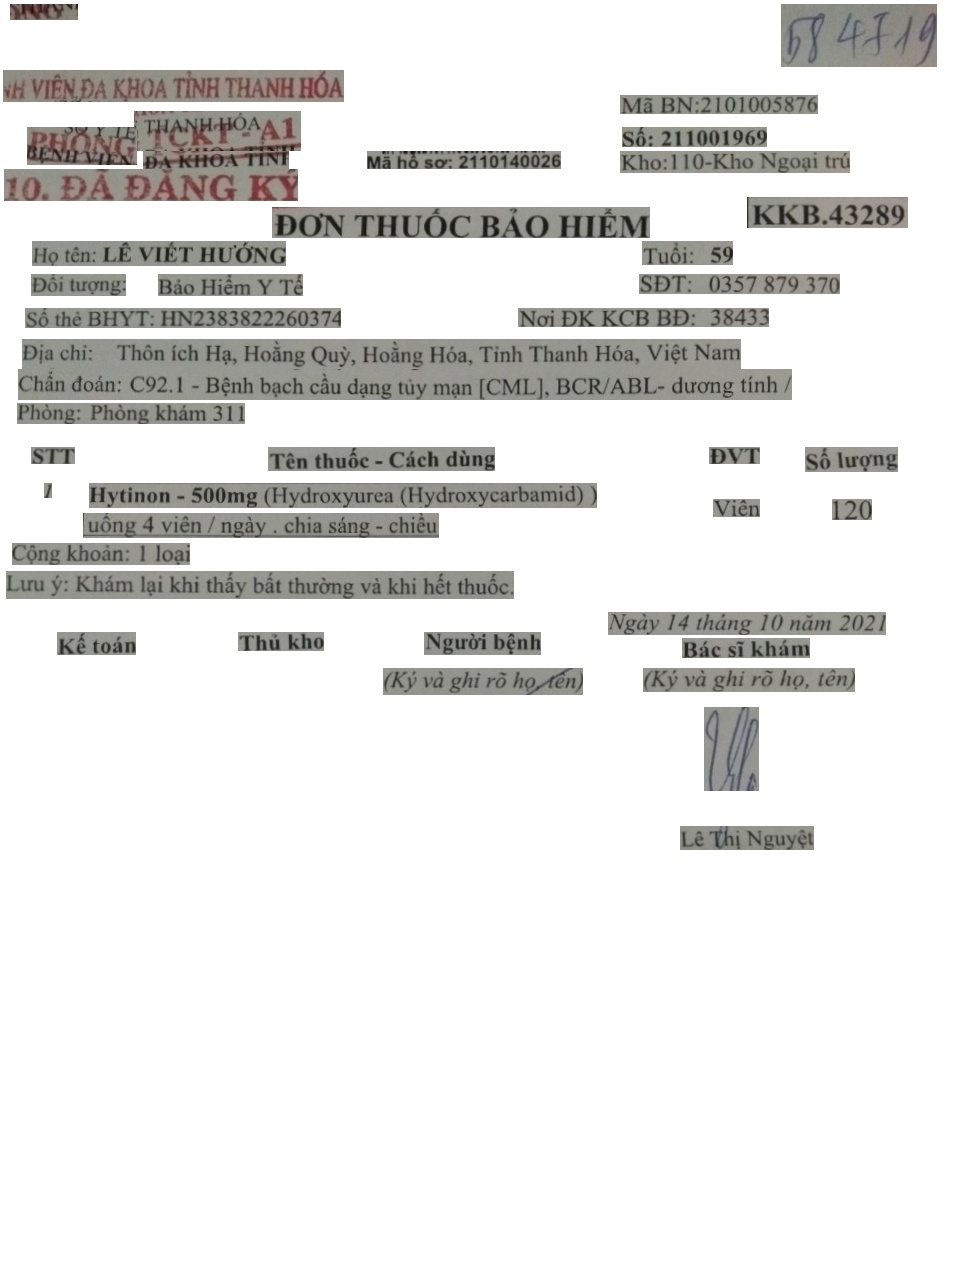 58 4719
VIỆN ĐA KHOA TỈNH THANH HÓA
Mã BN:2101005876
SỞ Y TẾ THANH HÓA
PHÒNG TCKT - A1
Số: 211001969
BỆNH VIỆN ĐA KHOA TỈNH
Mã hồ sơ: 2110140026
Kho:110-Kho Ngoại trú
10. ĐÃ ĐĂNG KÝ
ĐƠN THUỐC BẢO HIỂM
KKB.43289
Họ tên: LÊ VIẾT HƯỚNG
Tuổi: 59
Đối tượng: Bảo Hiểm Y Tế
SĐT: 0357 879 370
Số thẻ BHYT: HN2383822260374
Nơi ĐK KCB BĐ: 38433
Địa chỉ: Thôn ích Hạ, Hoằng Quỳ, Hoằng Hóa, Tỉnh Thanh Hóa, Việt Nam
Chẩn đoán: C92.1 - Bệnh bạch cầu dạng tủy mạn [CML], BCR/ABL- dương tính /
Phòng: Phòng khám 311
STT Tên thuốc - Cách dùng ĐVT Số lượng
1 Hytinon - 500mg (Hydroxyurea (Hydroxycarbamid) ) Viên 120
uống 4 viên / ngày . chia sáng - chiều
Cộng khoản: 1 loại
Lưu ý: Khám lại khi thấy bất thường và khi hết thuốc.
Ngày 14 tháng 10 năm 2021
Kế toán Thủ kho Người bệnh Bác sĩ khám
(Ký và ghi rõ họ, tên) (Ký và ghi rõ họ, tên)
Lê Thị Nguyệt